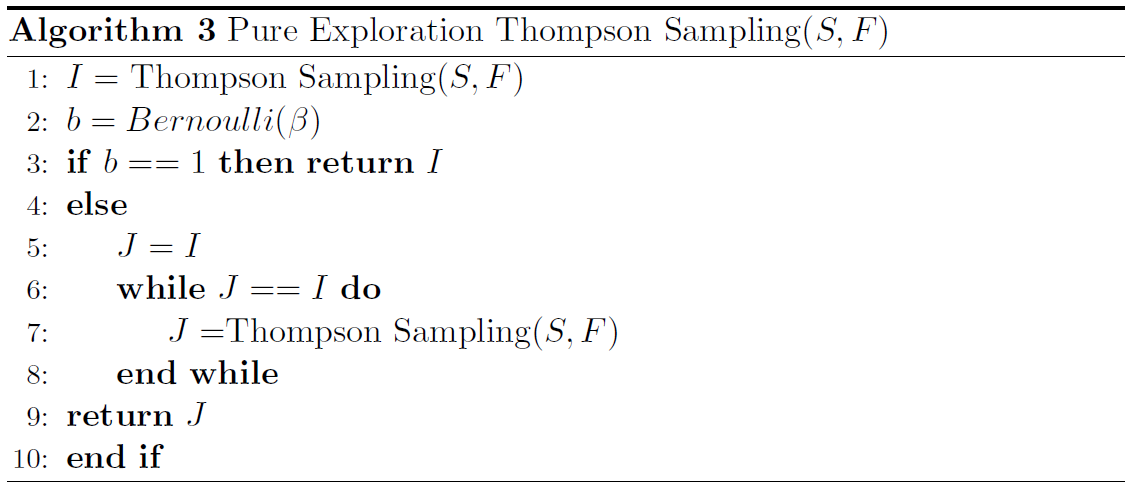 Algorithm 3 Pure Exploration Thompson Sampling(S, F)
1: I = Thompson Sampling(S, F)
2: b = Bernoulli(β)
3: if b == 1 then return I
4: else
5: J = I
6: while J == I do
7: J =Thompson Sampling(S, F)
8: end while
9: return J
10: end if